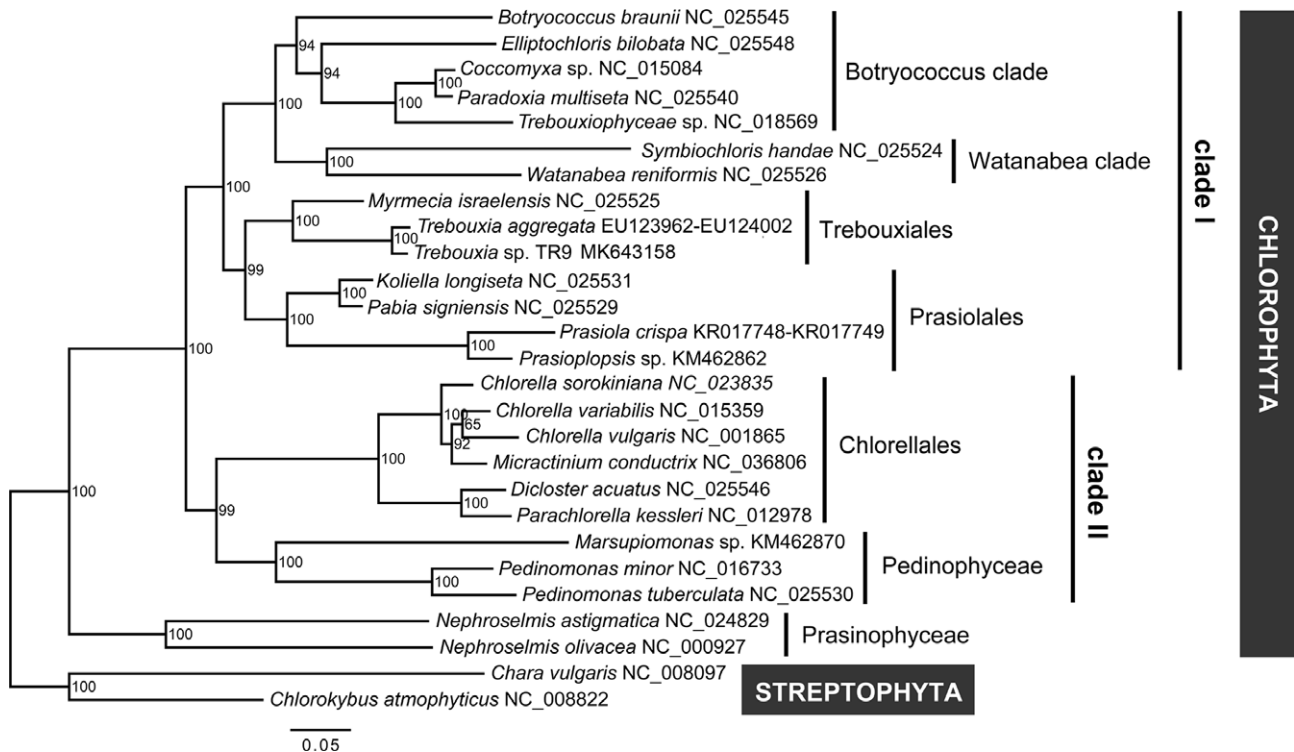 Botryococcus braunii NC_025545
94
Elliptochloris bilobata NC_025548
94
Coccomyxa sp. NC_015084
100
Botryococcus clade
Paradoxia multiseta NC_025540
100
100
Trebouxiophyceae sp. NC_018569
Symbiochloris handae NC_025524
100
Watanabea clade
Watanabea reniformis NC_025526
100
Myrmecia israelensis NC_025525
100
Trebouxia aggregata EU123962-EU124002
100
Trebouxiales
Trebouxia sp. TR9 MK643158
99
Koliella longiseta NC_025531
100
Pabia signiensis NC_025529
100
Prasiolales
Prasiola crispa KR017748-KR017749
100
Prasioplopsis sp. KM462862
100
clade I
Chlorella sorokiniana NC_023835
100
Chlorella variabilis NC_015359
65
Chlorella vulgaris NC_001865
92
Chlorellales
Micractinium conductrix NC_036806
100
Dicloster acuatus NC_025546
100
Parachlorella kessleri NC_012978
99
Marsupiomonas sp. KM462870
100
Pedinophyceae
Pedinomonas minor NC_016733
100
Pedinomonas tuberculata NC_025530
clade II
100
Nephroselmis astigmatica NC_024829
100
Prasinophyceae
Nephroselmis olivacea NC_000927
CHLOROPHYTA
Chara vulgaris NC_008097
100
STREPTOPHYTA
Chlorokybus atmophyticus NC_008822
0.05